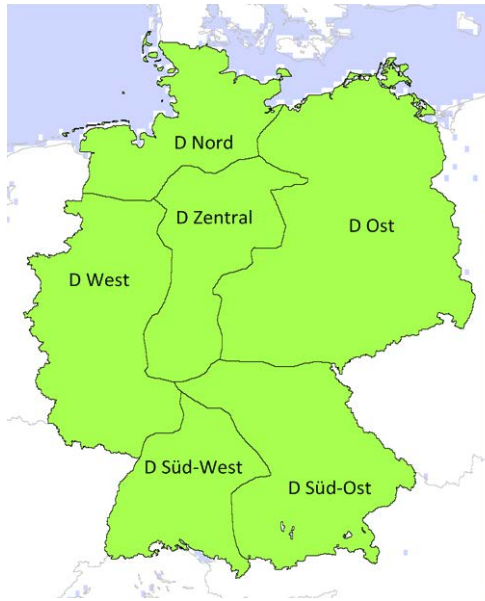 D Nord
D Zentral
D Ost
D West
D Süd-West
D Süd-Ost